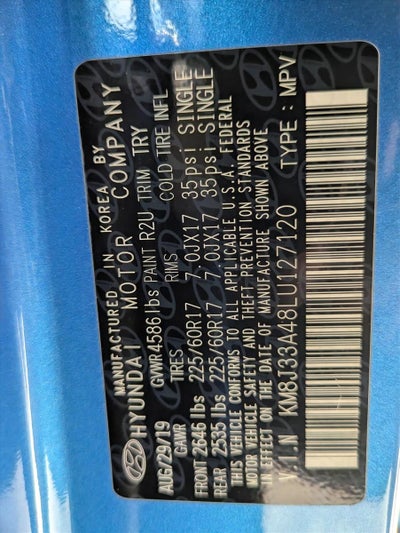 MANUFACTURED IN KOREA BY
HYUNDAI MOTOR COMPANY
AUG/29/19 GVWR 4586 lbs PAINT R2U TRIM TRY
GAWR TIRES RIMS COLD TIRE INFL
FRONT 2646 lbs 225/60R17 7.0JX17 35psi SINGLE
REAR 2535 lbs 225/60R17 7.0JX17 35psi SINGLE
THIS VEHICLE CONFORMS TO ALL APPLICABLE U.S.A. FEDERAL
MOTOR VEHICLE SAFETY AND THEFT PREVENTION STANDARDS
IN EFFECT ON THE DATE OF MANUFACTURE SHOWN ABOVE.
V.I.N KM8J33A48LU127120 TYPE : MPV